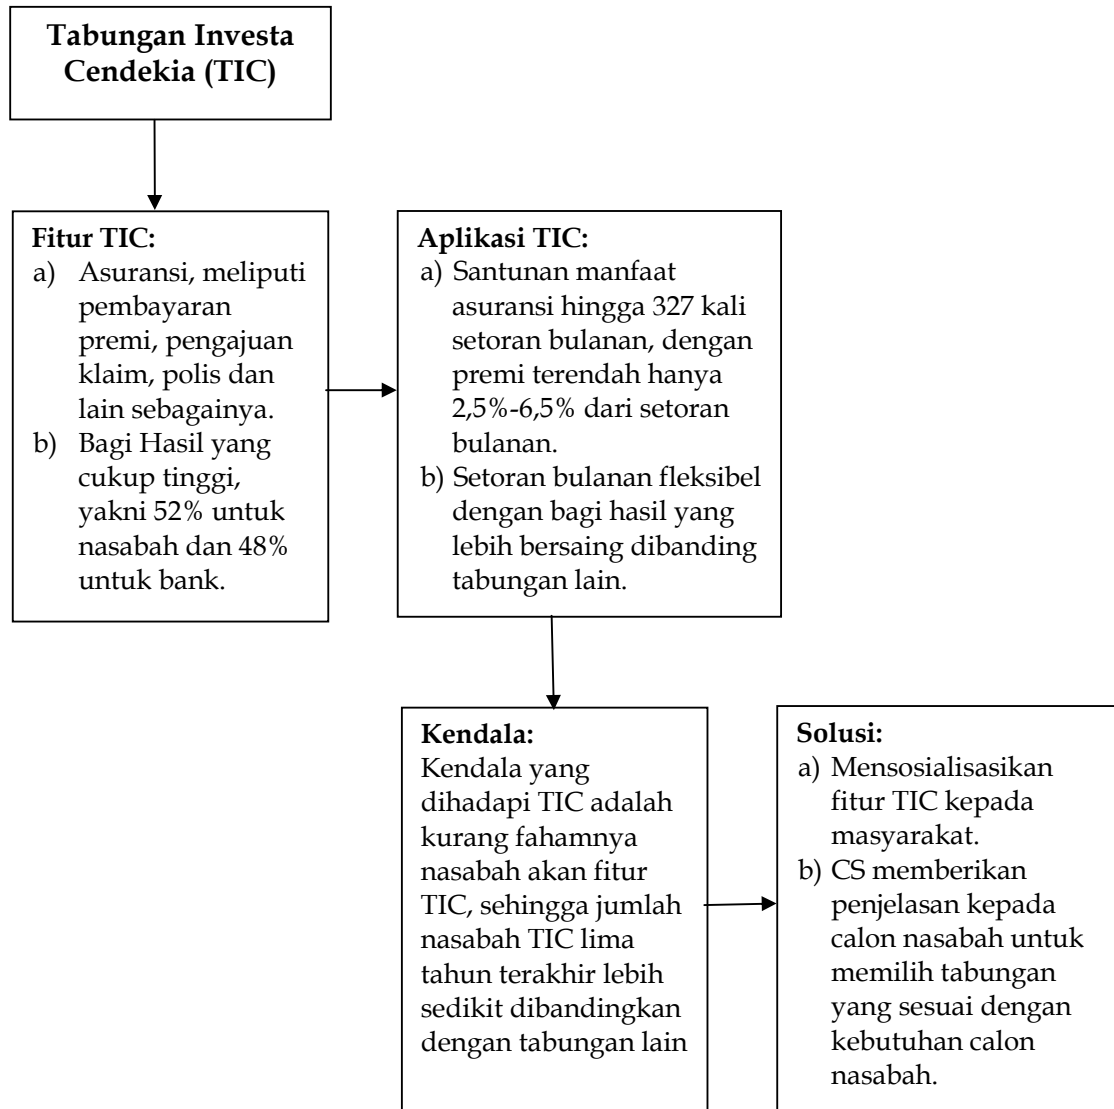 Tabungan Investa
Cendekia (TIC)
Fitur TIC:
a) Asuransi, meliputi
pembayaran
premi, pengajuan
klaim, polis dan
lain sebagainya.
b) Bagi Hasil yang
cukup tinggi,
yakni 52% untuk
nasabah dan 48%
untuk bank.
Aplikasi TIC:
a) Santunan manfaat
asuransi hingga 327 kali
setoran bulanan, dengan
premi terendah hanya
2,5%-6,5% dari setoran
bulanan.
b) Setoran bulanan fleksibel
dengan bagi hasil yang
lebih bersaing dibanding
tabungan lain.
Kendala:
Kendala yang
dihadapi TIC adalah
kurang fahamnya
nasabah akan fitur
TIC, sehingga jumlah
nasabah TIC lima
tahun terakhir lebih
sedikit dibandingkan
dengan tabungan lain
Solusi:
a) Mensosialisasikan
fitur TIC kepada
masyarakat.
b) CS memberikan
penjelasan kepada
calon nasabah untuk
memilih tabungan
yang sesuai dengan
kebutuhan calon
nasabah.